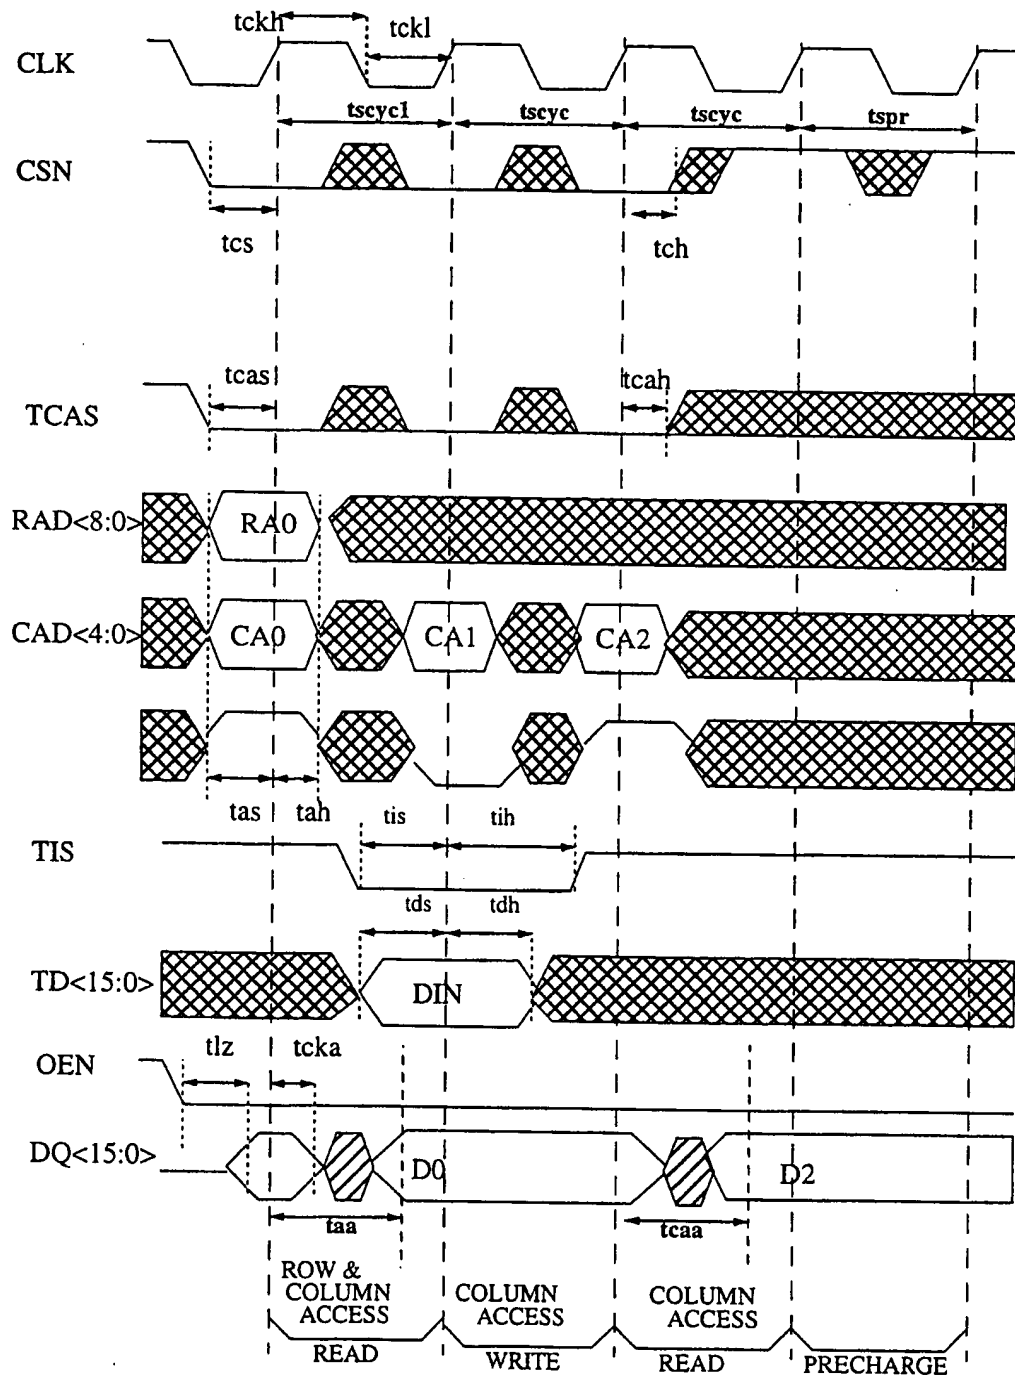 tckh
tckl
CLK
tscyc1
tscyc
tscyc
tspr
CSN
tcs
tch
tcas
tcah
TCAS
RAD<8:0>
RA0
CAD<4:0>
CA0
CA1
CA2
tas
tah
tis
tih
TIS
tds
tdh
TD<15:0>
DIN
OEN
tlz
tcka
DQ<15:0>
D0
D2
taa
tcaa
ROW &
COLUMN
ACCESS
COLUMN
ACCESS
COLUMN
ACCESS
READ
WRITE
READ
PRECHARGE